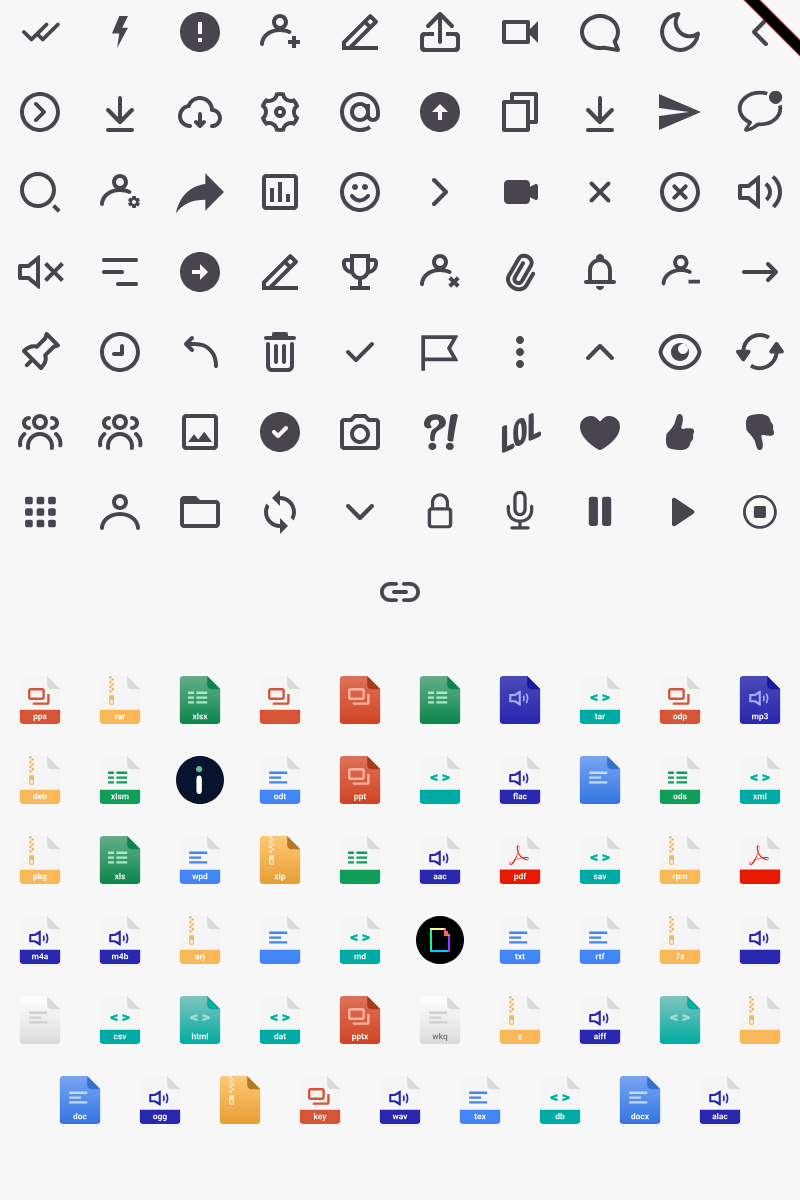 ?!
LOL
pps rar xlsx tar odp mp3
deb xlsm odt ppt flac ods xml
pkg xls wpd zip aac pdf sav rpm
m4a m4b arj md txt rtf 7z
csv html dat pptx wkq z aiff
doc ogg key wav tex db docx alac